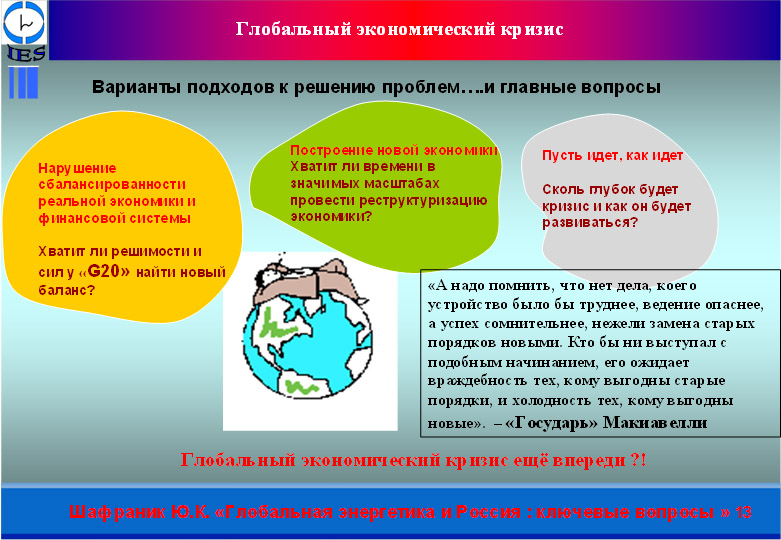 Глобальный экономический кризис
IES
Варианты подходов к решению проблем….и главные вопросы
Нарушение
сбалансированности
реальной экономики и
финансовой системы
Хватит ли решимости и
сил у «G20» найти новый
баланс?
Построение новой экономики
Хватит ли времени в
значимых масштабах
провести реструктуризацию
экономики?
Пусть идет, как идет
Сколь глубок будет
кризис и как он будет
развиваться?
«А надо помнить, что нет дела, коего
устройство было бы труднее, ведение опаснее,
а успех сомнительнее, нежели замена старых
порядков новыми. Кто бы ни выступал с
подобным начинанием, его ожидает
враждебность тех, кому выгодны старые
порядки, и холодность тех, кому выгодны
новые». – «Государь» Макиавелли
Глобальный экономический кризис ещё впереди ?!
Шафраник Ю.К. «Глобальная энергетика и Россия : ключевые вопросы » 13